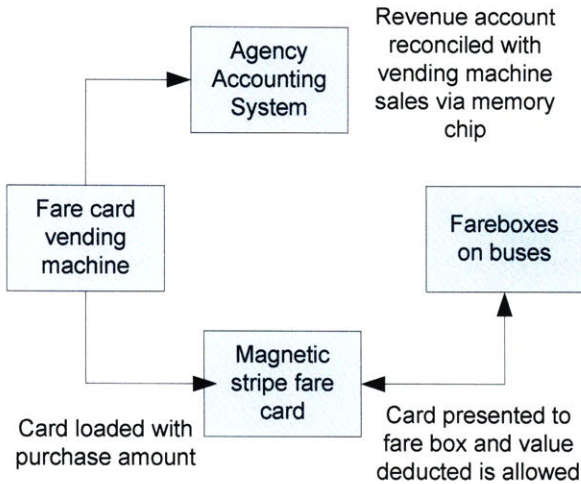 Agency
Accounting
System
Revenue account
reconciled with
vending machine
sales via memory
chip
Fare card
vending
machine
Fareboxes
on buses
Magnetic
stripe fare
card
Card loaded with
purchase amount
Card presented to
fare box and value
deducted is allowed